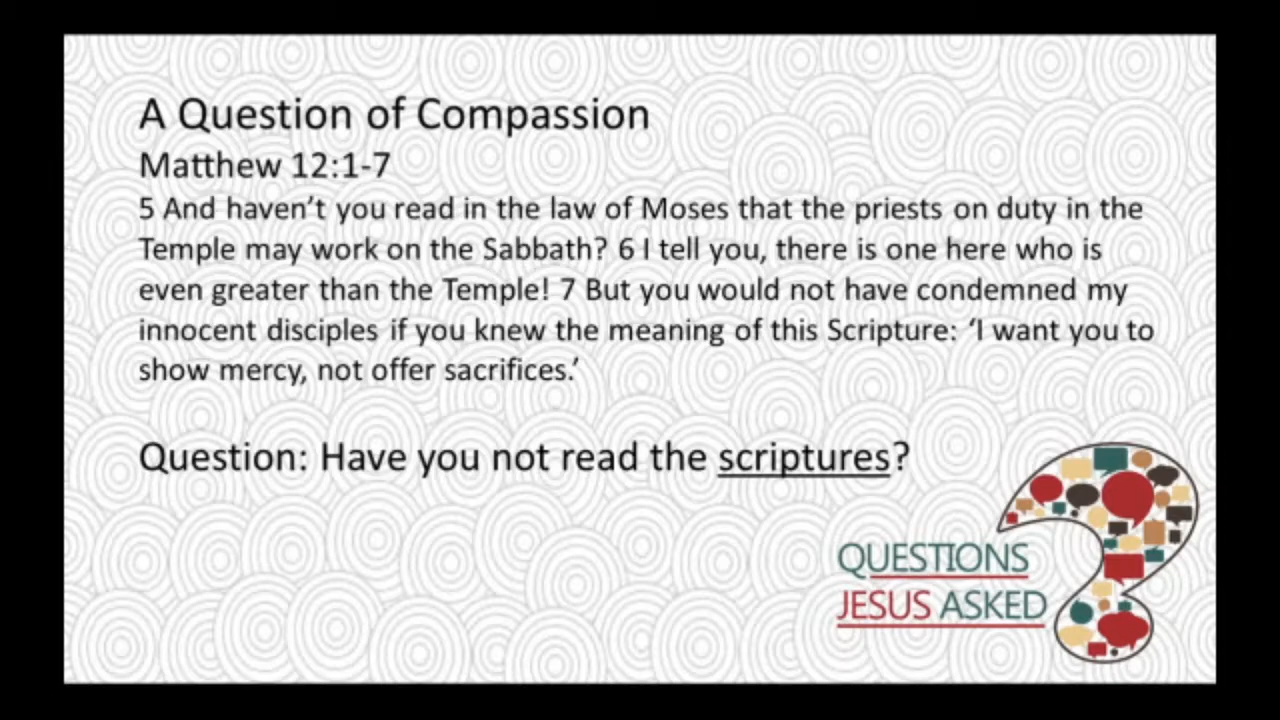 A Question of Compassion
Matthew 12:1-7
5 And haven’t you read in the law of Moses that the priests on duty in the
Temple may work on the Sabbath? 6 I tell you, there is one here who is
even greater than the Temple! 7 But you would not have condemned my
innocent disciples if you knew the meaning of this Scripture: ‘I want you to
show mercy, not offer sacrifices.’
Question: Have you not read the scriptures?
QUESTIONS
JESUS ASKED